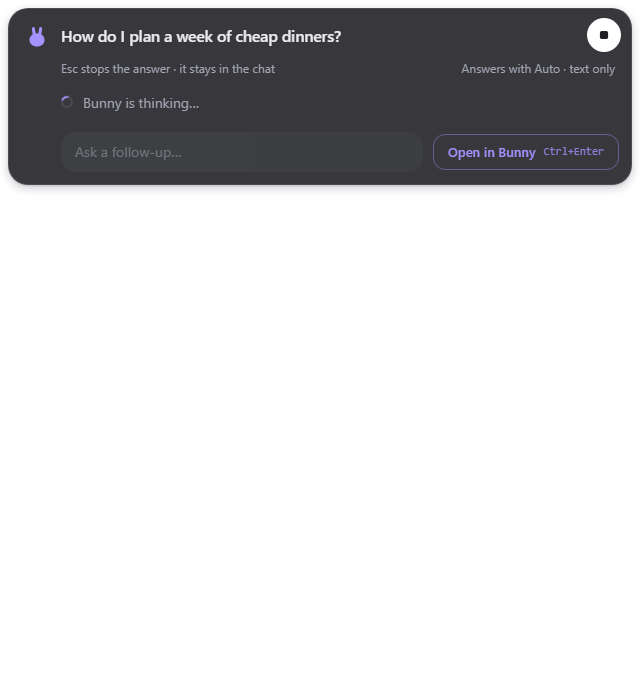 How do I plan a week of cheap dinners?
Esc stops the answer · it stays in the chat
Answers with Auto · text only
Bunny is thinking...
Ask a follow-up...
Open in Bunny Ctrl+Enter